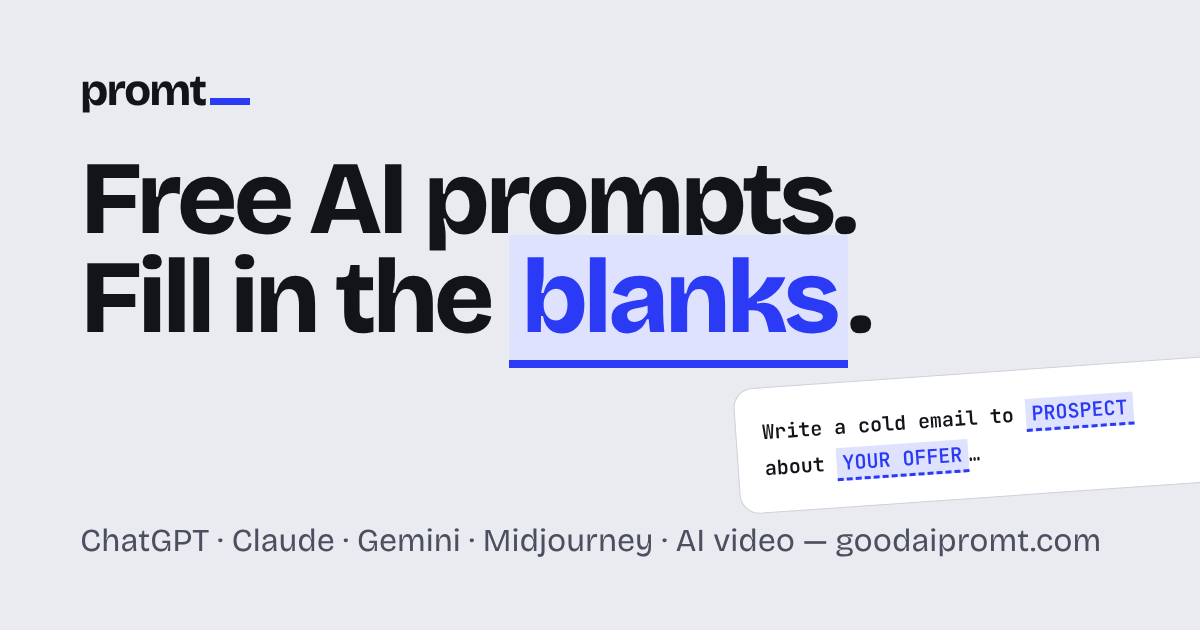 promt
Free AI prompts.
Fill in the blanks.
Write a cold email to PROSPECT
about YOUR OFFER…
ChatGPT · Claude · Gemini · Midjourney · AI video — goodaipromt.com